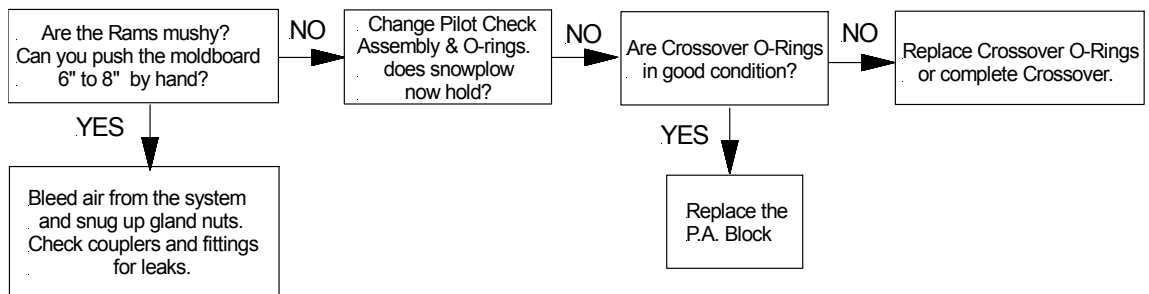 Are the Rams mushy?
Can you push the moldboard
6" to 8" by hand?
NO
Change Pilot Check
Assembly & O-rings.
does snowplow
now hold?
NO
Are Crossover O-Rings
in good condition?
NO
Replace Crossover O-Rings
or complete Crossover.
YES
Bleed air from the system
and snug up gland nuts.
Check couplers and fittings
for leaks.
YES
Replace the
P.A. Block